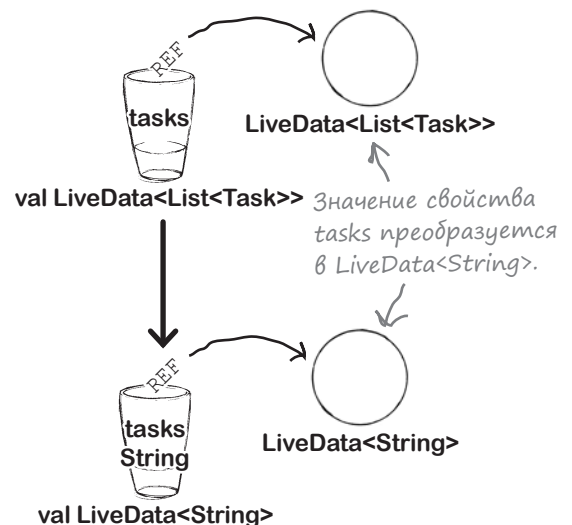 REF
tasks
LiveData<List<Task>>
val LiveData<List<Task>>
Значение свойства
tasks преобразуется
в LiveData<String>.
REF
tasks
String
LiveData<String>
val LiveData<String>